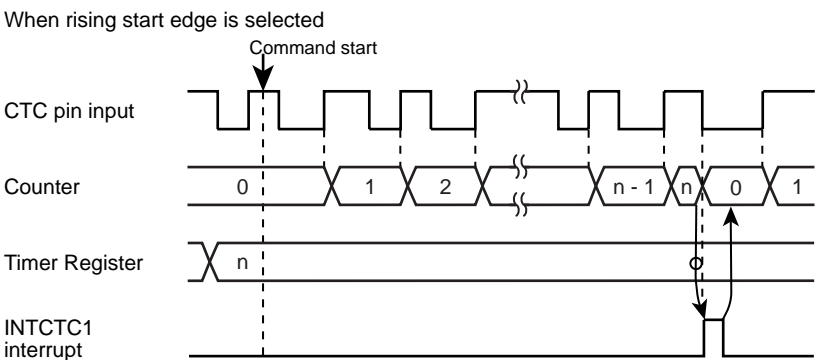 When rising start edge is selected
Command start
CTC pin input
Counter
0 1 2 n - 1 n 0 1
Timer Register
n
INTCTC1
interrupt